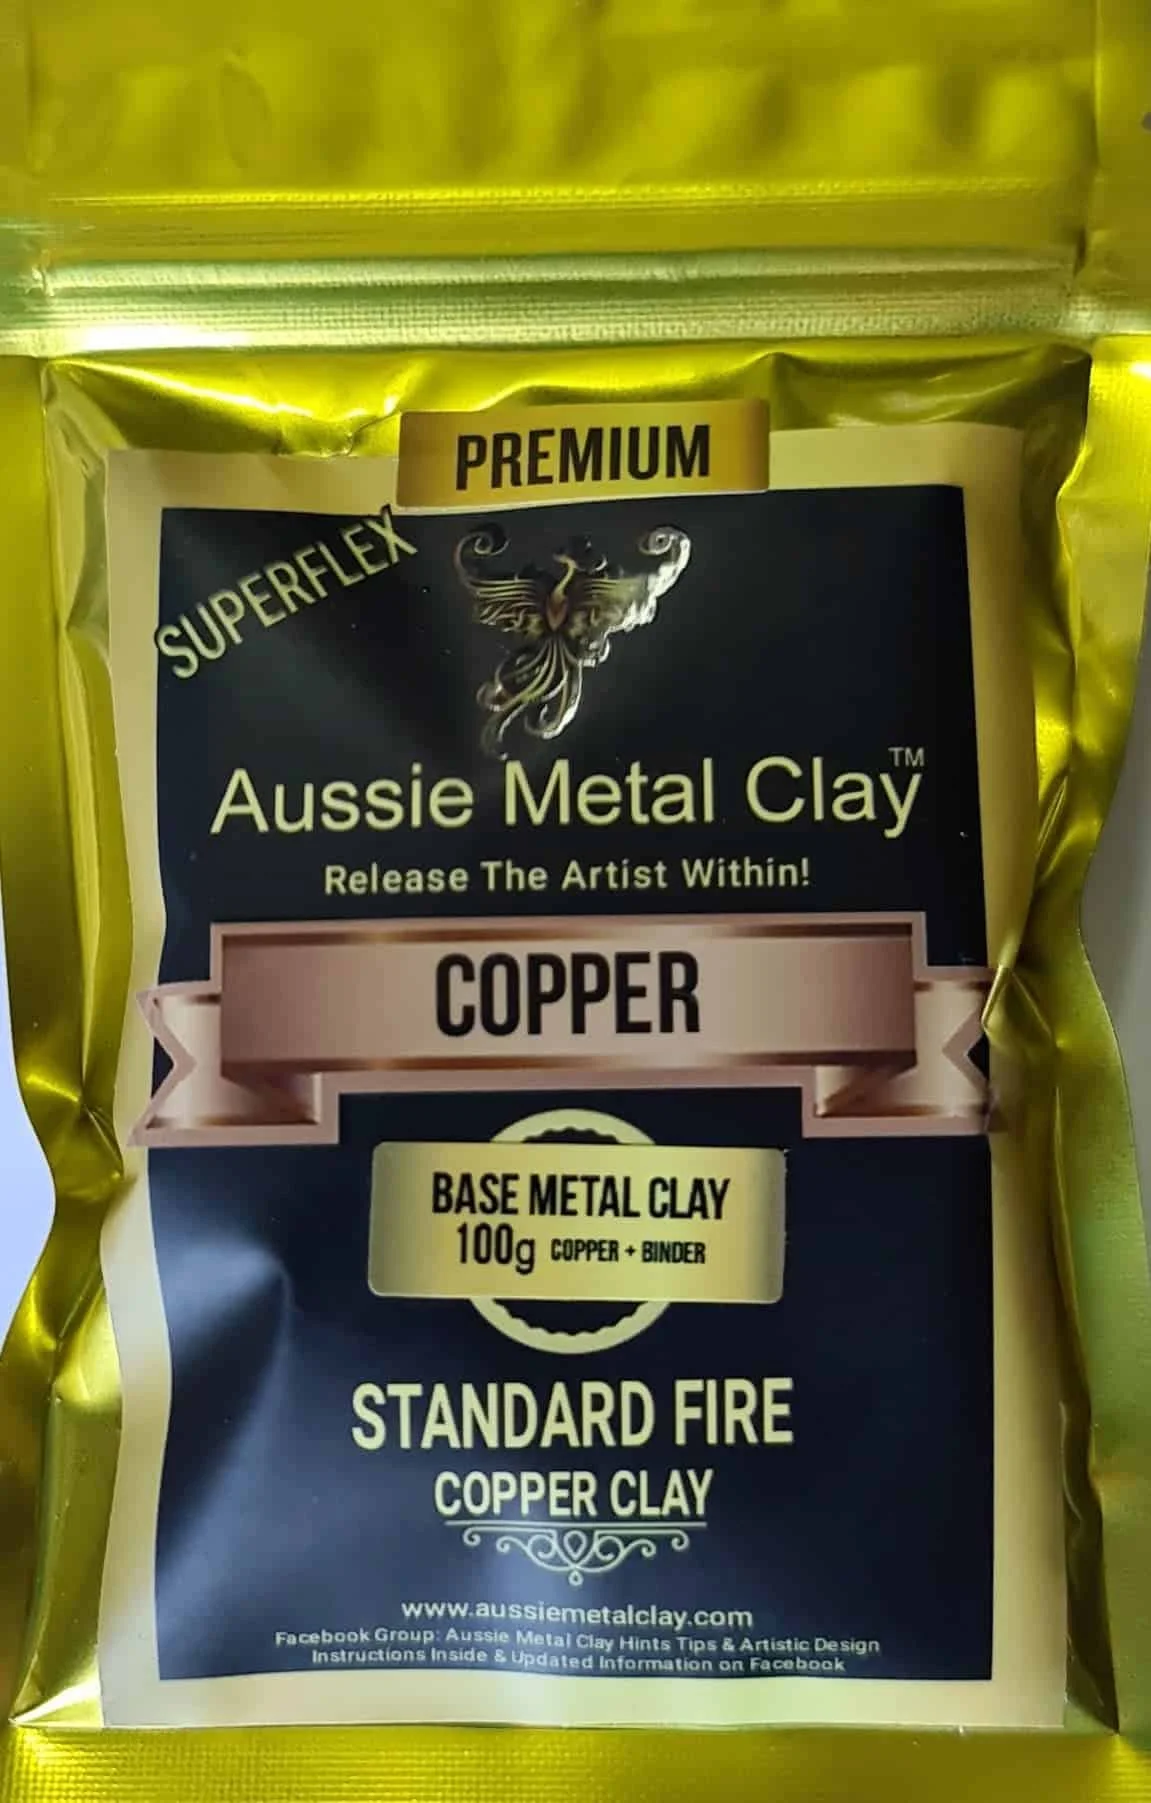 PREMIUM
SUPERFLEX
Aussie Metal Clay™
Release The Artist Within!
COPPER
BASE METAL CLAY
100g COPPER + BINDER
STANDARD FIRE
COPPER CLAY
www.aussiemetalclay.com
Facebook Group: Aussie Metal Clay Hints Tips & Artistic Design
Instructions Inside & Updated Information on Facebook